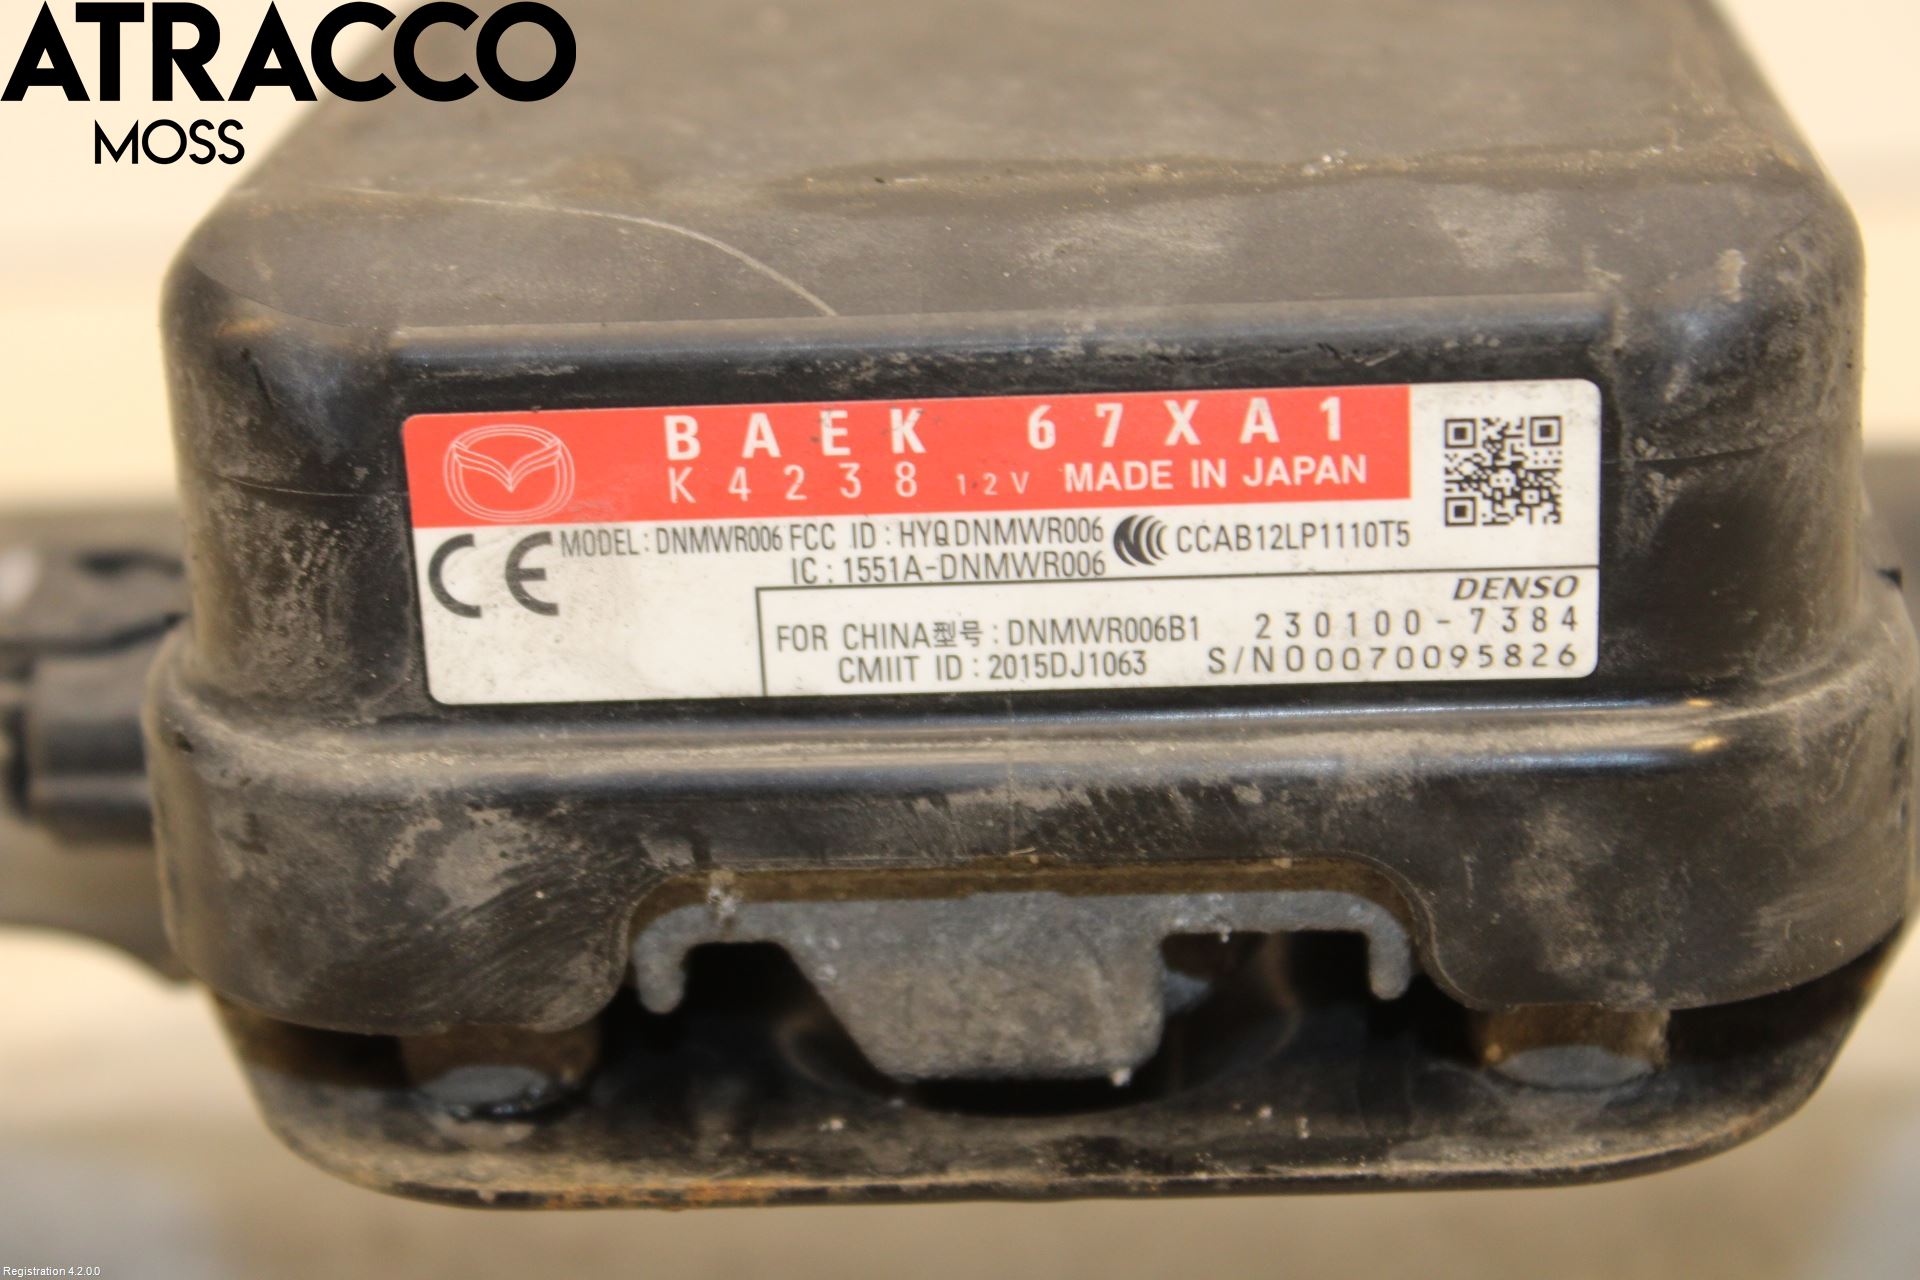 ATRACCO
MOSS
BAEK 67XA1
K4238 12V MADE IN JAPAN
CE MODEL: DNMWR006 FCC ID: HYQDNMWR006 CCAB12LP1110T5
IC: 1551A-DNMWR006
DENSO
FOR CHINA型号: DNMWR006B1 230100-7384
CMIIT ID: 2015DJ1063 S/N00070095826
Registration 4.2.0.0